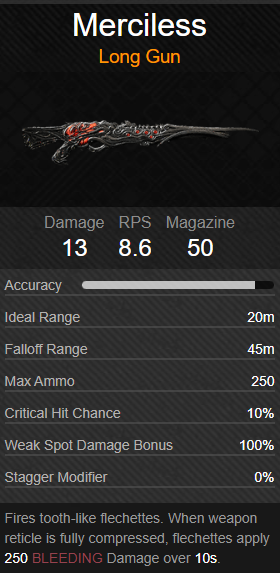 Merciless
Long Gun
Damage RPS Magazine
13 8.6 50
Accuracy
Ideal Range 20m
Falloff Range 45m
Max Ammo 250
Critical Hit Chance 10%
Weak Spot Damage Bonus 100%
Stagger Modifier 0%
Fires tooth-like flechettes. When weapon
reticle is fully compressed, flechettes apply
250 BLEEDING Damage over 10s.